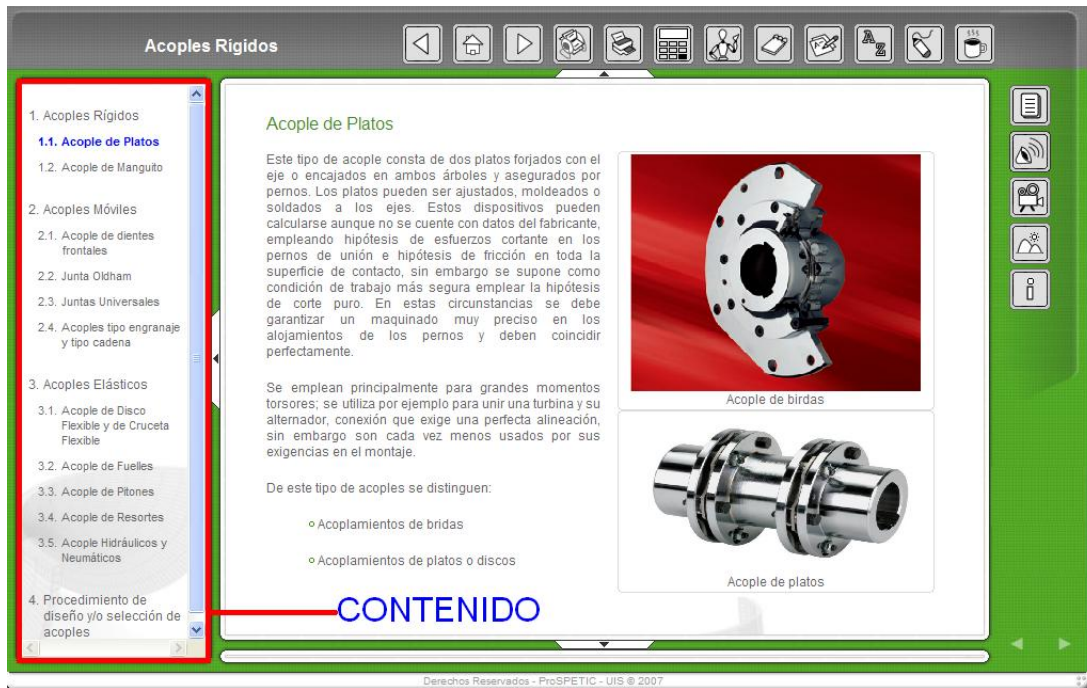 Acoples Rígidos
A
Z
1. Acoples Rígidos
1.1. Acople de Platos
1.2. Acople de Manguito
2. Acoples Móviles
2.1. Acople de dientes
frontales
2.2. Junta Oldham
2.3. Juntas Universales
2.4. Acoples tipo engranaje
y tipo cadena
3. Acoples Elásticos
3.1. Acople de Disco
Flexible y de Cruceta
Flexible
3.2. Acople de Fuelles
3.3. Acople de Pitones
3.4. Acople de Resortes
3.5. Acople Hidráulicos y
Neumáticos
4. Procedimiento de
diseño y/o selección de
acoples
Acople de Platos
Este tipo de acople consta de dos platos forjados con el
eje o encajados en ambos árboles y asegurados por
pernos. Los platos pueden ser ajustados, moldeados o
soldados a los ejes. Estos dispositivos pueden
calcularse aunque no se cuente con datos del fabricante,
empleando hipótesis de esfuerzos cortante en los
pernos de unión e hipótesis de fricción en toda la
superficie de contacto, sin embargo se supone como
condición de trabajo más segura emplear la hipótesis
de corte puro. En estas circunstancias se debe
garantizar un maquinado muy preciso en los
alojamientos de los pernos y deben coincidir
perfectamente.
Se emplean principalmente para grandes momentos
torsores; se utiliza por ejemplo para unir una turbina y su
alternador, conexión que exige una perfecta alineación,
sin embargo son cada vez menos usados por sus
exigencias en el montaje.
De este tipo de acoples se distinguen:
Acoplamientos de bridas
Acoplamientos de platos o discos
Acople de birdas
Acople de platos
CONTENIDO
Derechos Reservados - ProSPETIC - UIS @ 2007